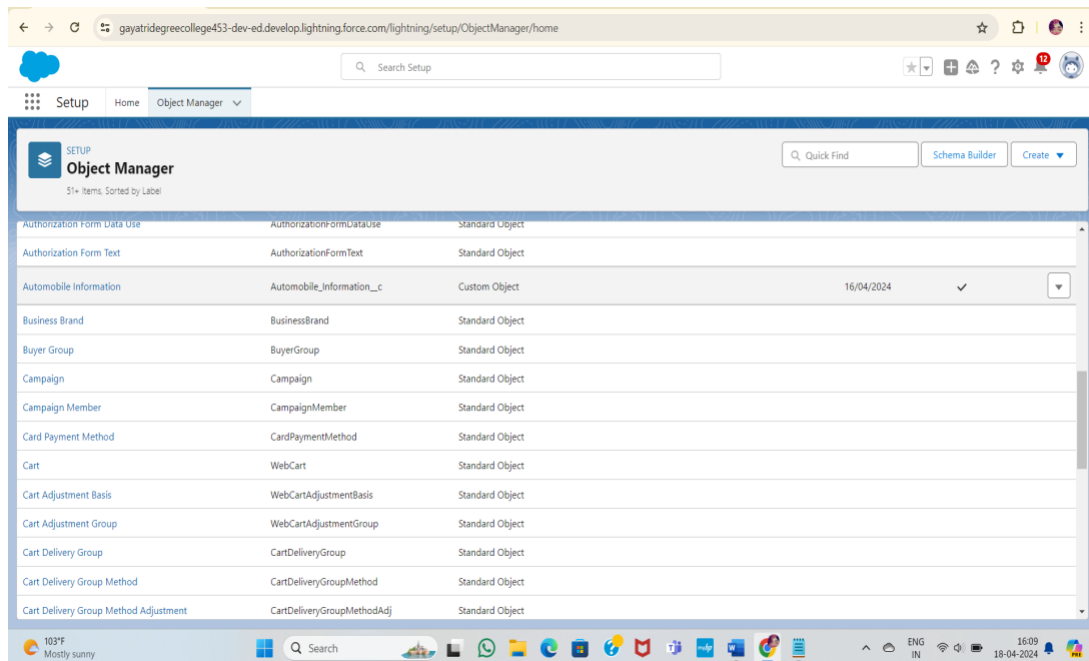 gayatridegreecollege453-dev-ed.develop.lightning.force.com/lightning/setup/ObjectManager/home
Search Setup
12
Setup Home Object Manager
SETUP
Object Manager
51+ Items, Sorted by Label
Quick Find
Schema Builder
Create
Authorization Form Data Use AuthorizationFormDataUse Standard Object
Authorization Form Text AuthorizationFormText Standard Object
Automobile Information Automobile_Information__c Custom Object 16/04/2024
Business Brand BusinessBrand Standard Object
Buyer Group BuyerGroup Standard Object
Campaign Campaign Standard Object
Campaign Member CampaignMember Standard Object
Card Payment Method CardPaymentMethod Standard Object
Cart WebCart Standard Object
Cart Adjustment Basis WebCartAdjustmentBasis Standard Object
Cart Adjustment Group WebCartAdjustmentGroup Standard Object
Cart Delivery Group CartDeliveryGroup Standard Object
Cart Delivery Group Method CartDeliveryGroupMethod Standard Object
Cart Delivery Group Method Adjustment CartDeliveryGroupMethodAdj Standard Object
103°F
Mostly sunny
Search
ENG
IN
16:09
18-04-2024